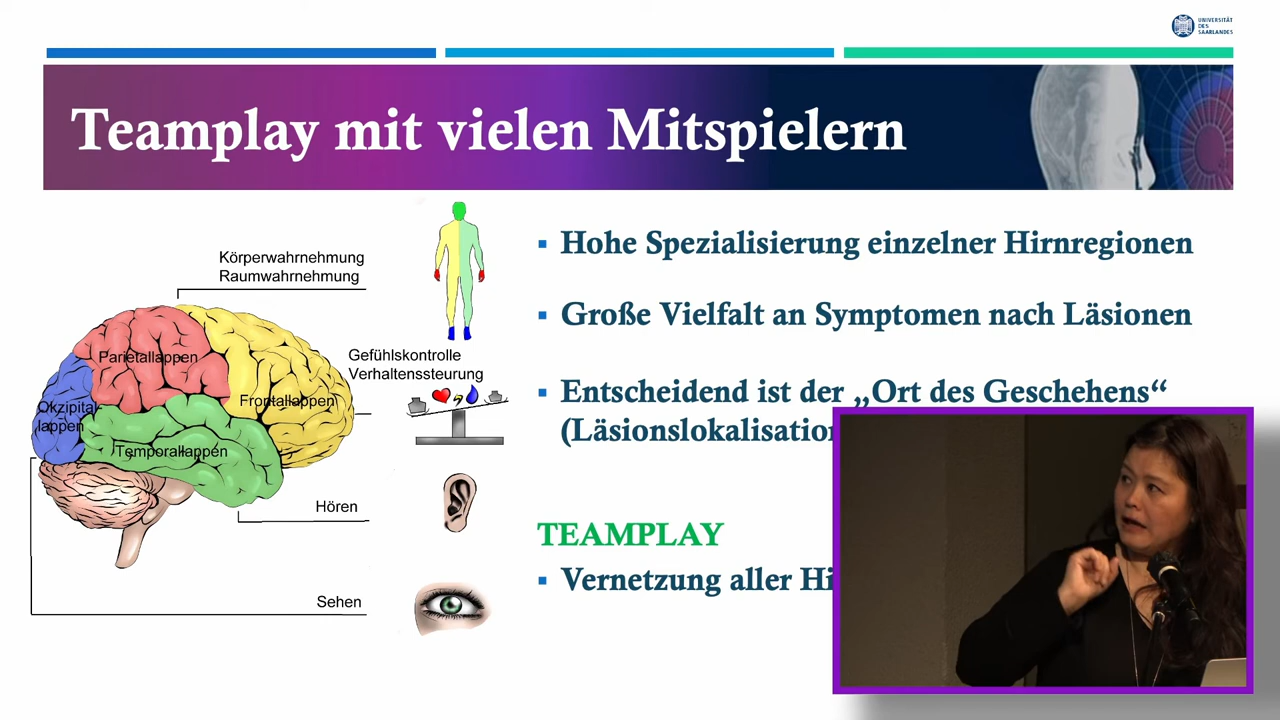 UNIVERSITÄT
DES
SAARLANDES
Teamplay mit vielen Mitspielern
Körperwahrnehmung
Raumwahrnehmung
Gefühlskontrolle
Verhaltenssteuerung
Parietallappen
Frontallappen
Okzipital-
lappen
Temporallappen
Hören
Sehen
▪ Hohe Spezialisierung einzelner Hirnregionen
▪ Große Vielfalt an Symptomen nach Läsionen
▪ Entscheidend ist der „Ort des Geschehens“
(Läsionslokalisation
TEAMPLAY
▪ Vernetzung aller Hi